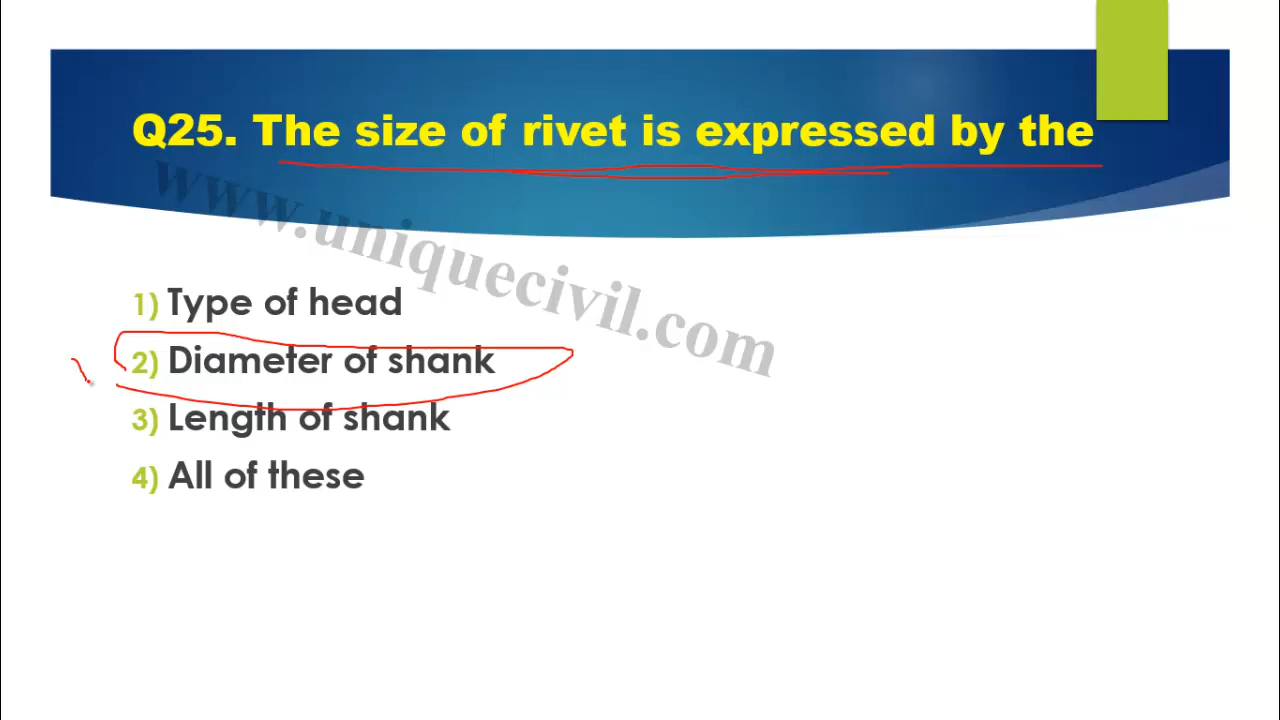 Q25. The size of rivet is expressed by the
www.uniquecivil.com
1) Type of head
2) Diameter of shank
3) Length of shank
4) All of these